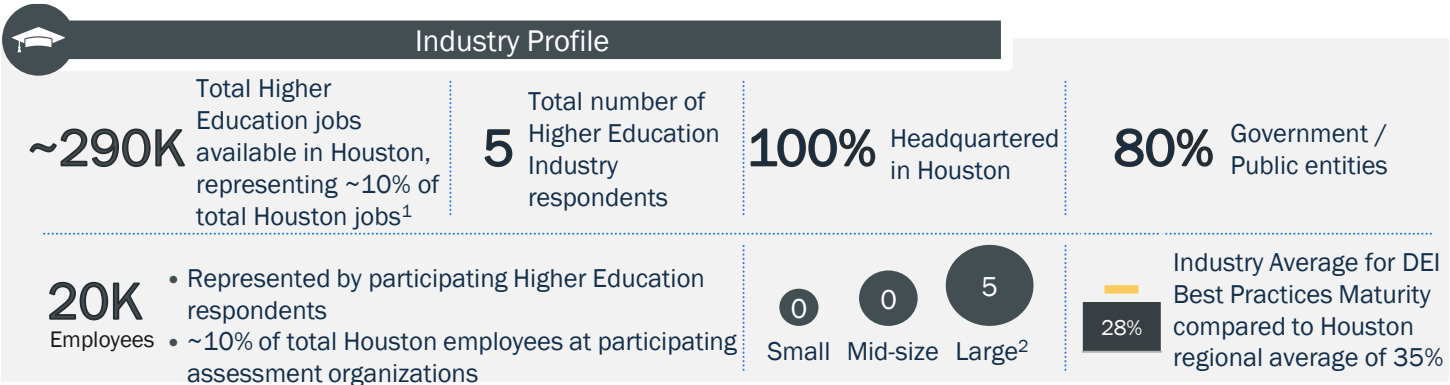 Industry Profile
~290K
Total Higher
Education jobs
available in Houston,
representing ~10% of
total Houston jobs1
5
Total number of
Higher Education
Industry
respondents
100%
Headquartered
in Houston
80%
Government /
Public entities
20K
Employees
• Represented by participating Higher Education
respondents
• ~10% of total Houston employees at participating
assessment organizations
0
0
5
Small
Mid-size
Large2
28%
Industry Average for DEI
Best Practices Maturity
compared to Houston
regional average of 35%